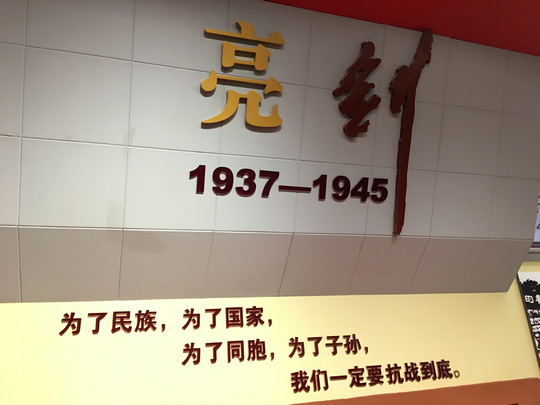 亮剑
1937—1945
为了民族，为了国家，
为了同胞，为了子孙，
我们一定要抗战到底。